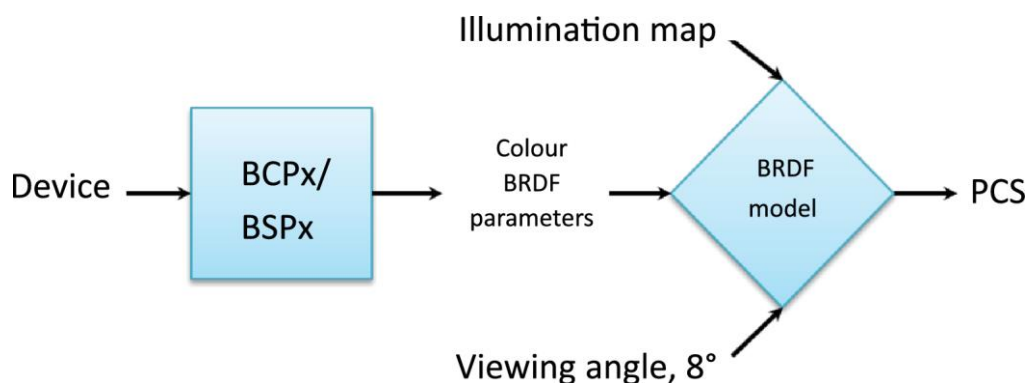 Illumination map
Device
BCPx/
BSPx
Colour
BRDF
parameters
BRDF
model
PCS
Viewing angle, 8°